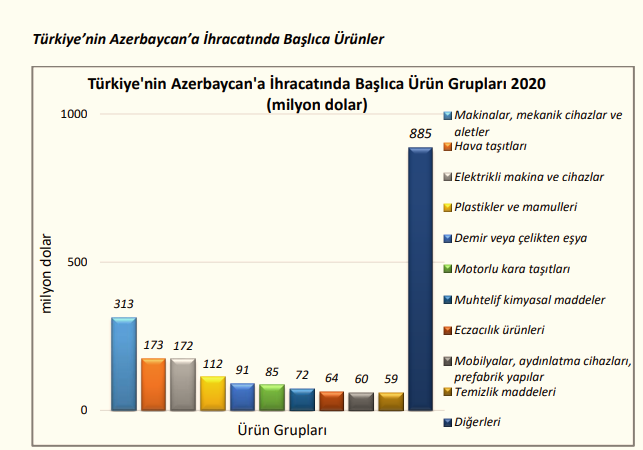 Türkiye’nin Azerbaycan’a İhracatında Başlıca Ürünler
Türkiye'nin Azerbaycan'a İhracatında Başlıca Ürün Grupları 2020
(milyon dolar)
1000
500
0
milyon dolar
313
173
172
112
91
85
72
64
60
59
885
Ürün Grupları
Makinalar, mekanik cihazlar ve
aletler
Hava taşıtları
Elektrikli makina ve cihazlar
Plastikler ve mamulleri
Demir veya çelikten eşya
Motorlu kara taşıtları
Muhtelif kimyasal maddeler
Eczacılık ürünleri
Mobilyalar, aydınlatma cihazları,
prefabrik yapılar
Temizlik maddeleri
Diğerleri